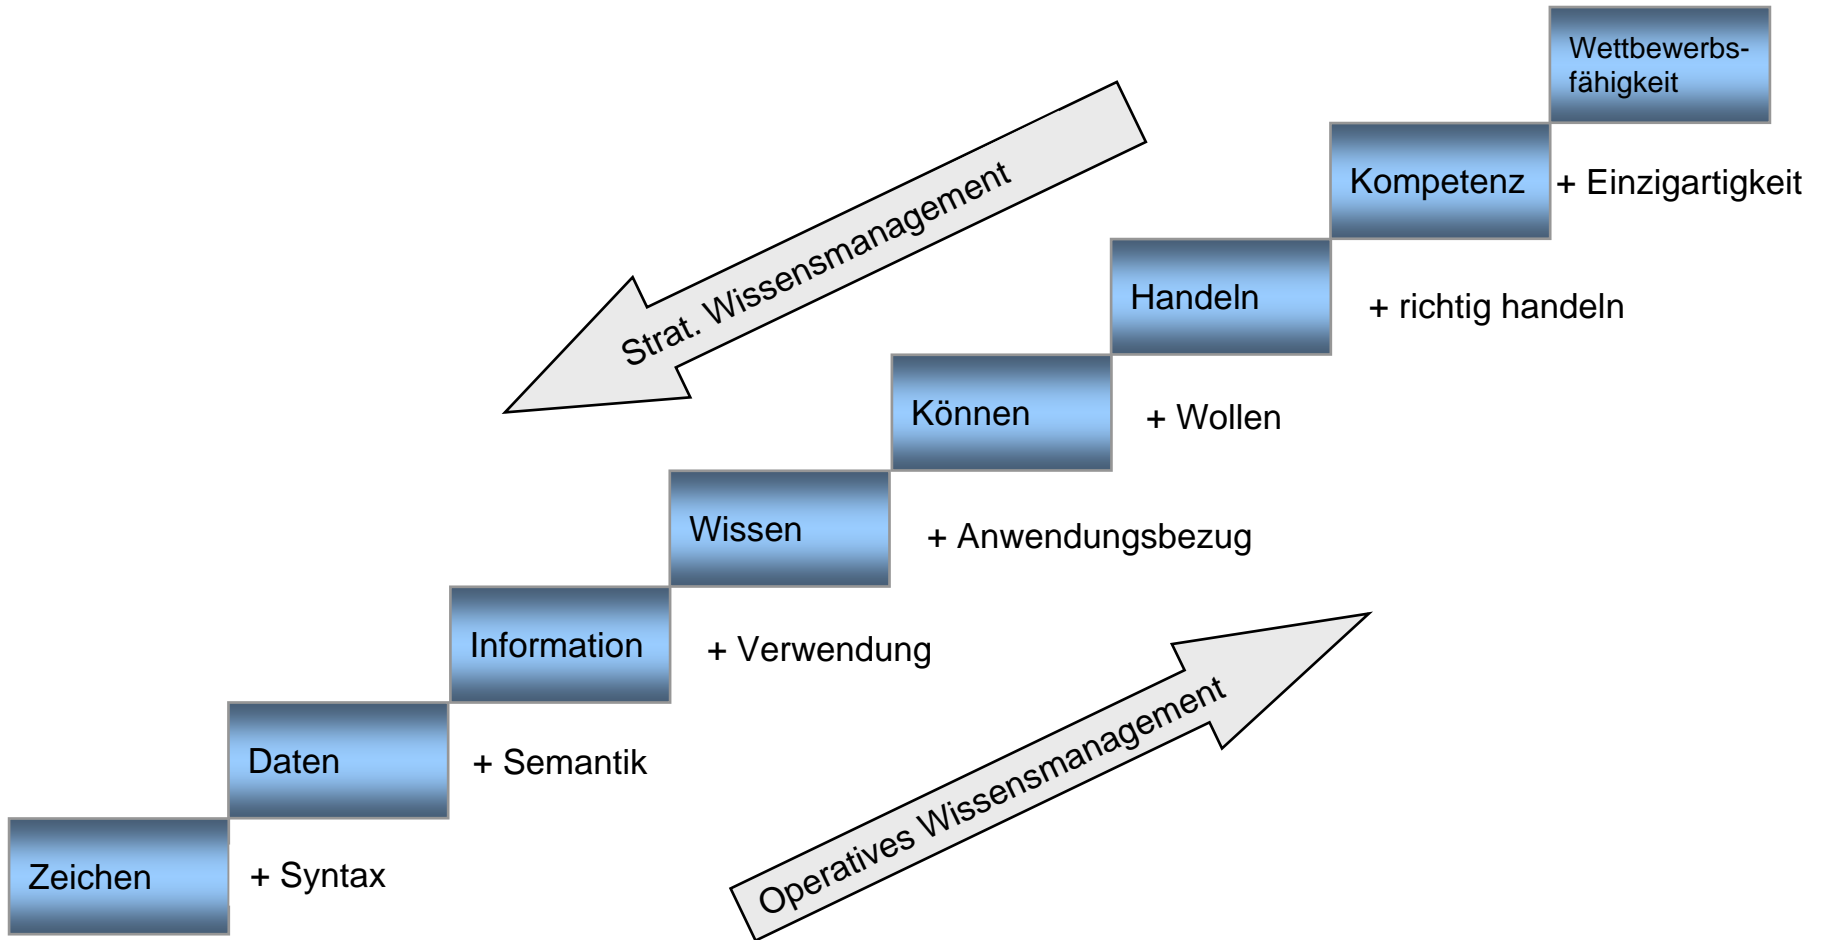 Wettbewerbs-
fähigkeit
Kompetenz + Einzigartigkeit
Strat. Wissensmanagement
Handeln
+ richtig handeln
Können
+ Wollen
Wissen
+ Anwendungsbezug
Information
+ Verwendung
Operatives Wissensmanagement
Daten
+ Semantik
Zeichen
+ Syntax